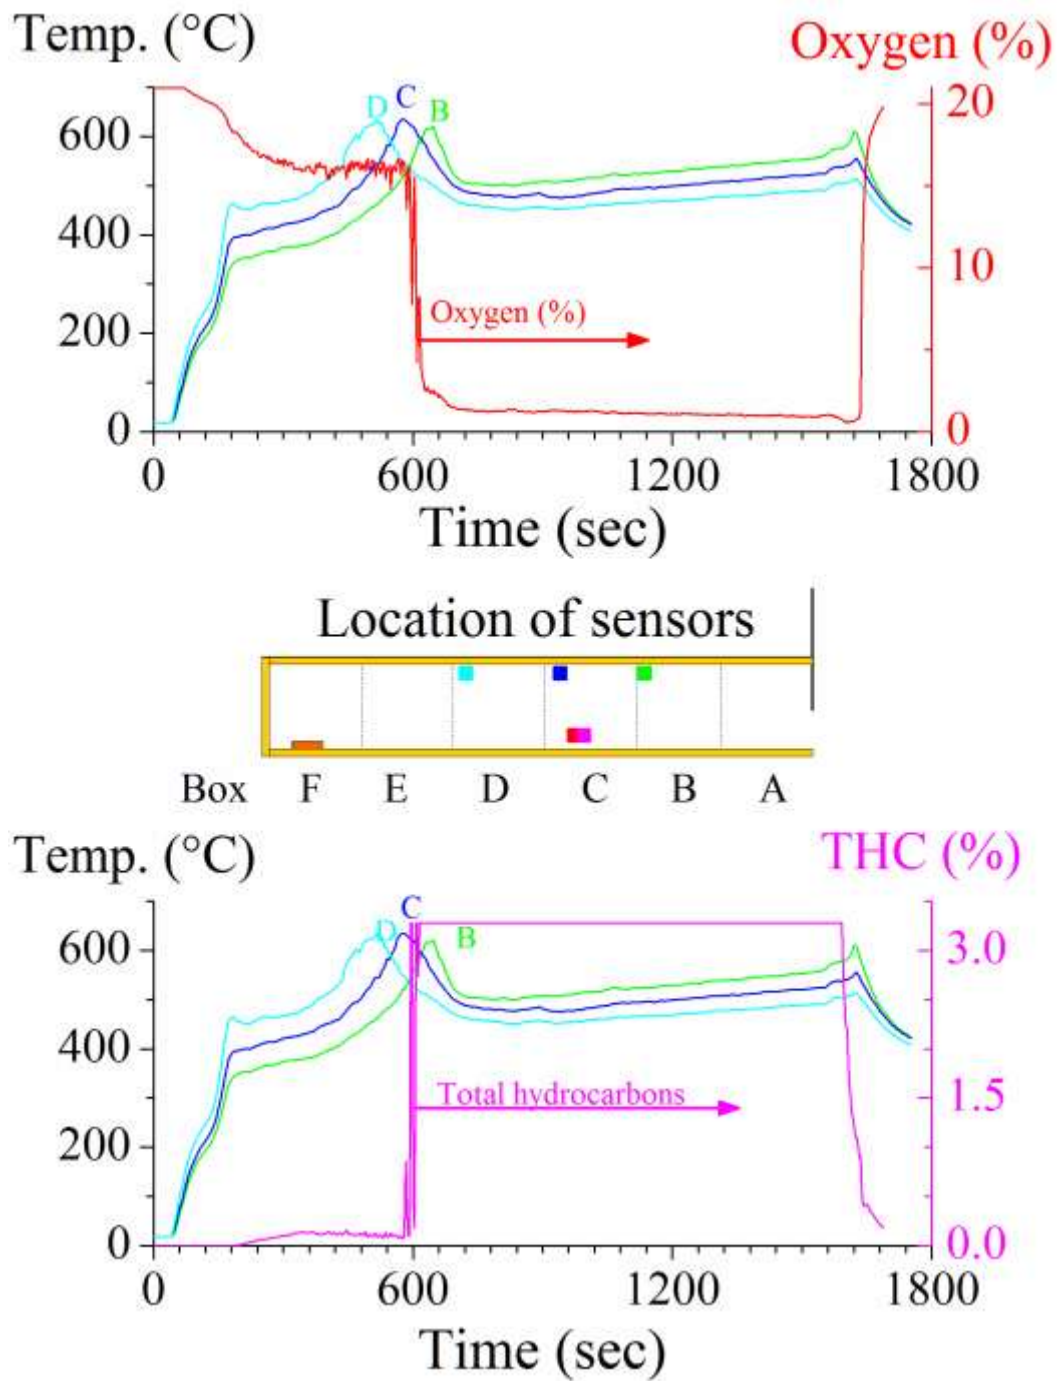 Temp. (°C) Oxygen (%)
D C B
600
400
200
0
20
10
0
Oxygen (%)
0 600 1200 1800
Time (sec)
Location of sensors
Box F E D C B A
Temp. (°C) THC (%)
D C B
600
400
200
0
3.0
1.5
0.0
Total hydrocarbons
0 600 1200 1800
Time (sec)